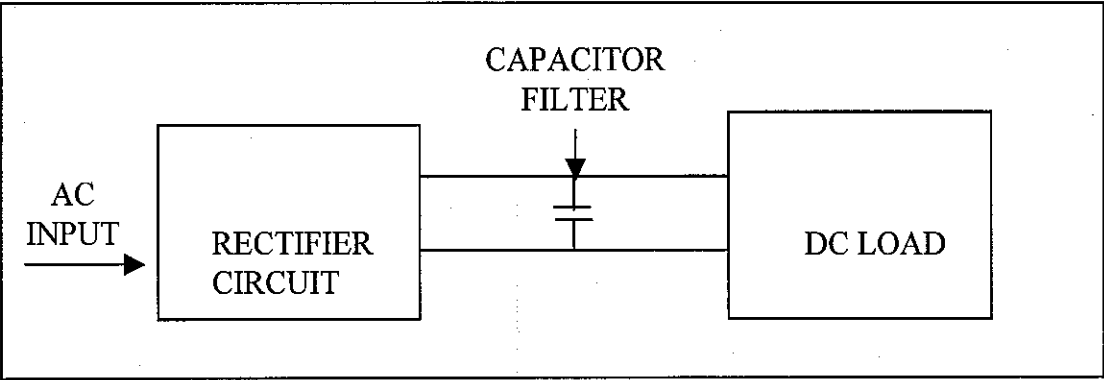 CAPACITOR
FILTER
AC
INPUT
RECTIFIER
CIRCUIT
DC LOAD